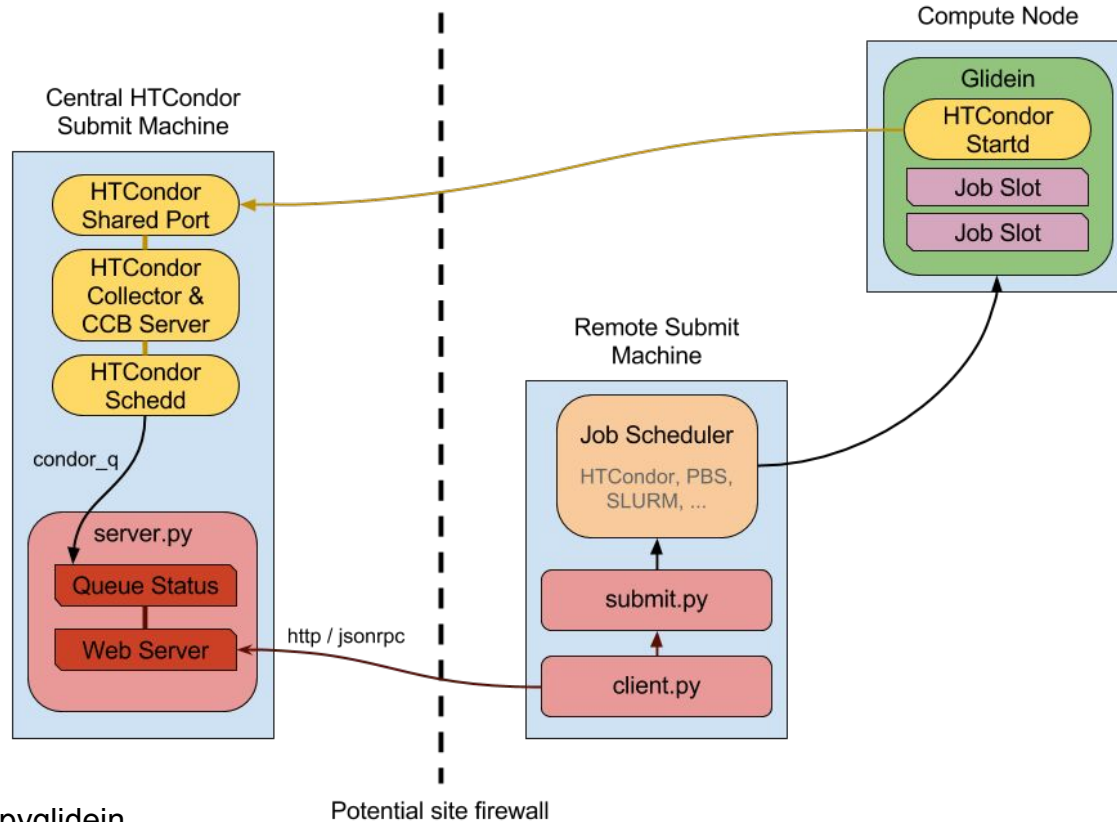 Compute Node
Glidein
HTCondor
Startd
Job Slot
Job Slot
Central HTCondor
Submit Machine
HTCondor
Shared Port
HTCondor
Collector &
CCB Server
HTCondor
Schedd
condor_q
server.py
Queue Status
Web Server
http / jsonrpc
Remote Submit
Machine
Job Scheduler
HTCondor, PBS,
SLURM, ...
submit.py
client.py
Potential site firewall
pyglidein